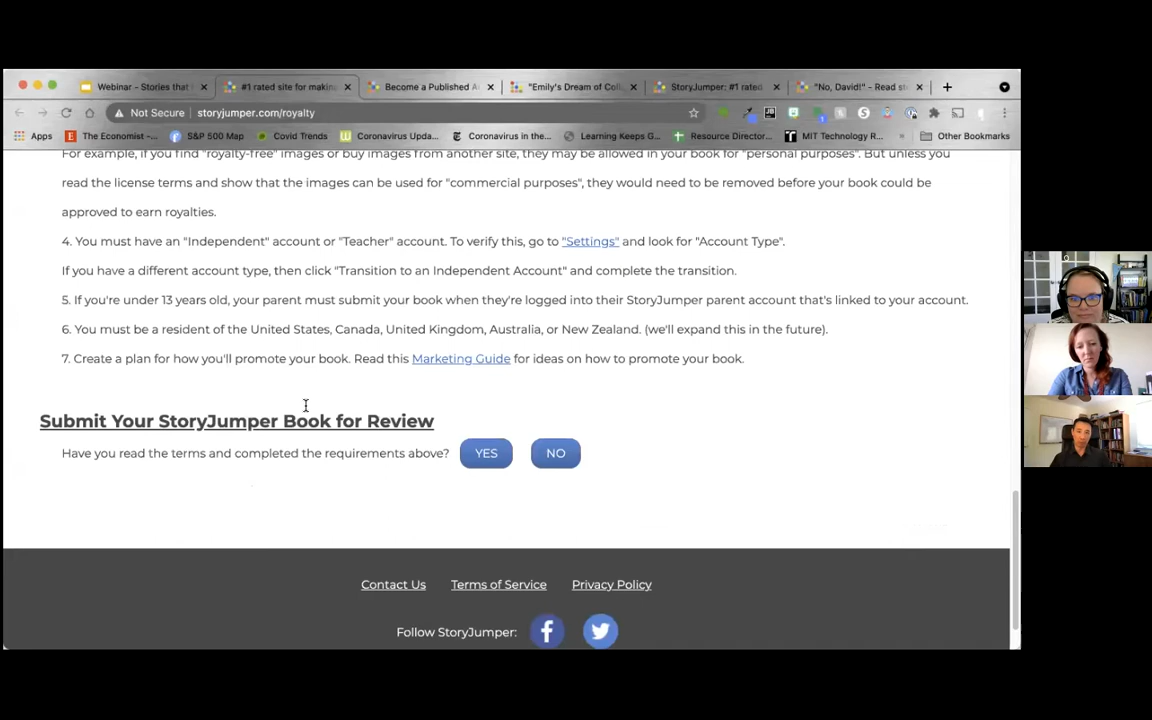 Webinar - Stories that
#1 rated site for makin
Become a Published A
"Emily's Dream of Coll
StoryJumper: #1 rated
"No, David!" - Read st
Not Secure storyjumper.com/royalty
Apps The Economist -... S&P 500 Map Covid Trends Coronavirus Upda... Coronavirus in the... Learning Keeps G... Resource Director... MIT Technology R... » Other Bookmarks
For example, if you find "royalty-free" images or buy images from another site, they may be allowed in your book for "personal purposes". But unless you
read the license terms and show that the images can be used for "commercial purposes", they would need to be removed before your book could be
approved to earn royalties.
4. You must have an "Independent" account or "Teacher" account. To verify this, go to "Settings" and look for "Account Type".
If you have a different account type, then click "Transition to an Independent Account" and complete the transition.
5. If you're under 13 years old, your parent must submit your book when they're logged into their StoryJumper parent account that's linked to your account.
6. You must be a resident of the United States, Canada, United Kingdom, Australia, or New Zealand. (we'll expand this in the future).
7. Create a plan for how you'll promote your book. Read this Marketing Guide for ideas on how to promote your book.
Submit Your StoryJumper Book for Review
Have you read the terms and completed the requirements above? YES NO
Contact Us Terms of Service Privacy Policy
Follow StoryJumper: